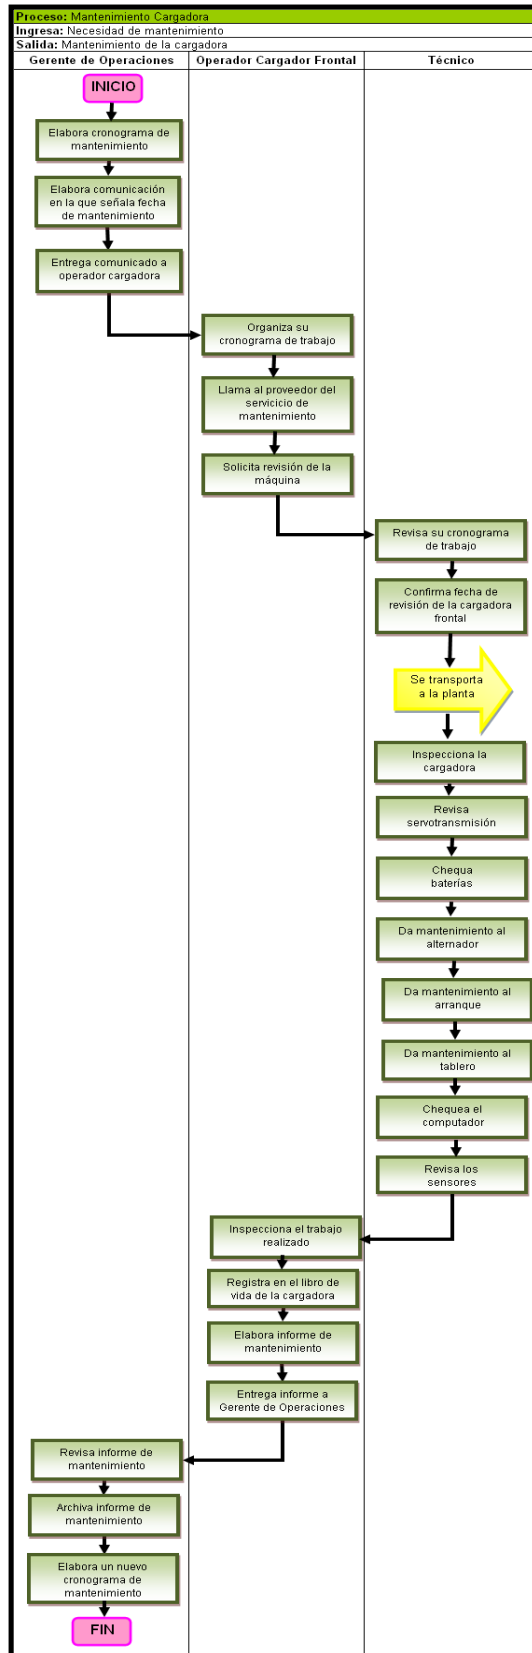 Proceso: Mantenimiento Cargadora
Ingresa: Necesidad de mantenimiento
Salida: Mantenimiento de la cargadora
Gerente de Operaciones
Operador Cargador Frontal
Técnico
INICIO
Elabora cronograma de
mantenimiento
Elabora comunicación
en la que señala fecha
de mantenimiento
Entrega comunicado a
operador cargadora
Organiza su
cronograma de trabajo
Llama al proveedor del
servicicio de
mantenimiento
Solicita revisión de la
máquina
Revisa su cronograma
de trabajo
Confirma fecha de
revisión de la cargadora
frontal
Se transporta
a la planta
Inspecciona la
cargadora
Revisa
servotransmisión
Chequa
baterías
Da mantenimiento al
alternador
Da mantenimiento al
arranque
Da mantenimiento al
tablero
Chequea el
computador
Revisa los
sensores
Inspecciona el trabajo
realizado
Registra en el libro de
vida de la cargadora
Elabora informe de
mantenimiento
Entrega informe a
Gerente de Operaciones
Revisa informe de
mantenimiento
Archiva informe de
mantenimiento
Elabora un nuevo
cronograma de
mantenimiento
FIN